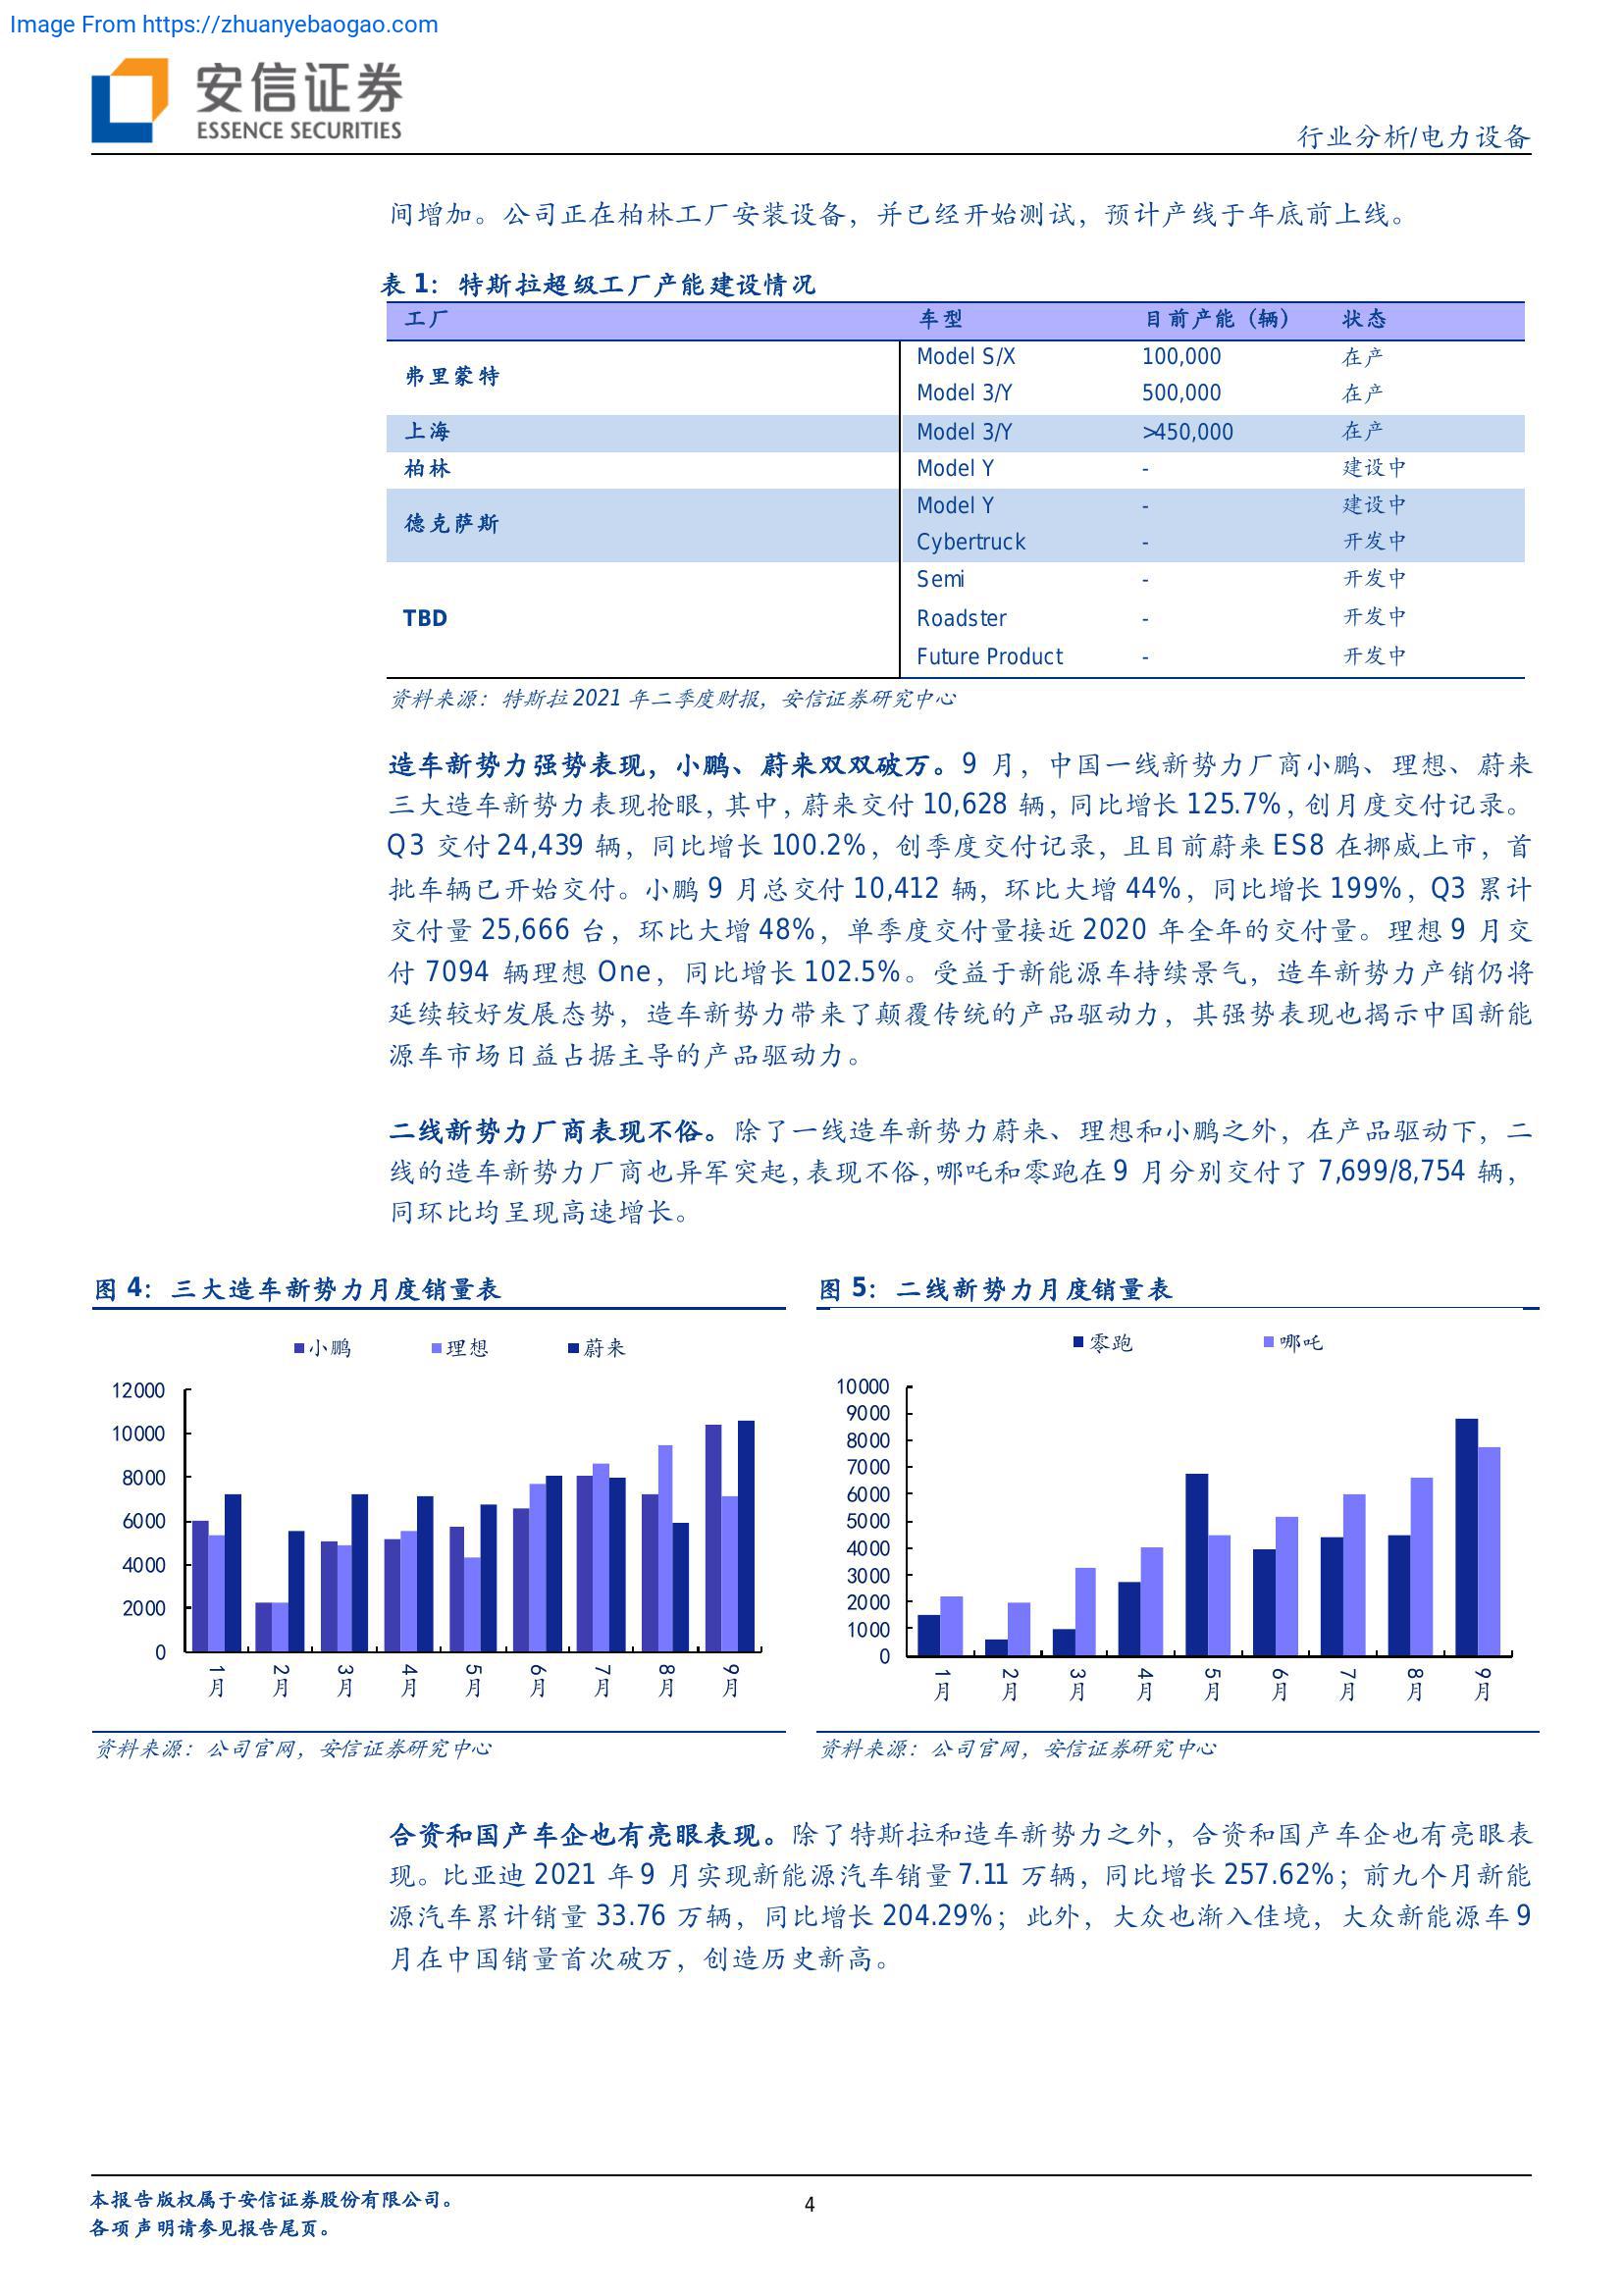 Image From https://zhuanyebaogao.com
安信证券
ESSENCE SECURITIES
行业分析/电力设备
间增加。公司正在柏林工厂安装设备，并已经开始测试，预计产线于年底前上线。
表 1：特斯拉超级工厂产能建设情况
工厂 车型 目前产能（辆） 状态
弗里蒙特 Model S/X 100,000 在产
Model 3/Y 500,000 在产
上海 Model 3/Y >450,000 在产
柏林 Model Y - 建设中
德克萨斯 Model Y - 建设中
Cybertruck - 开发中
TBD Semi - 开发中
Roadster - 开发中
Future Product - 开发中
资料来源：特斯拉 2021 年二季度财报，安信证券研究中心
造车新势力强势表现，小鹏、蔚来双双破万。9 月，中国一线新势力厂商小鹏、理想、蔚来
三大造车新势力表现抢眼，其中，蔚来交付 10,628 辆，同比增长 125.7%，创月度交付记录。
Q3 交付 24,439 辆，同比增长 100.2%，创季度交付记录，且目前蔚来 ES8 在挪威上市，首
批车辆已开始交付。小鹏 9 月总交付 10,412 辆，环比大增 44%，同比增长 199%，Q3 累计
交付量 25,666 台，环比大增 48%，单季度交付量接近 2020 年全年的交付量。理想 9 月交
付 7094 辆理想 One，同比增长 102.5%。受益于新能源车持续景气，造车新势力产销仍将
延续较好发展态势，造车新势力带来了颠覆传统的产品驱动力，其强势表现也揭示中国新能
源车市场日益占据主导的产品驱动力。
二线新势力厂商表现不俗。除了一线造车新势力蔚来、理想和小鹏之外，在产品驱动下，二
线的造车新势力厂商也异军突起，表现不俗，哪吒和零跑在 9 月分别交付了 7,699/8,754 辆，
同环比均呈现高速增长。
图 4：三大造车新势力月度销量表
小鹏 理想 蔚来
12000
10000
8000
6000
4000
2000
0
1月 2月 3月 4月 5月 6月 7月 8月 9月
资料来源：公司官网，安信证券研究中心
图 5：二线新势力月度销量表
零跑 哪吒
10000
9000
8000
7000
6000
5000
4000
3000
2000
1000
0
1月 2月 3月 4月 5月 6月 7月 8月 9月
资料来源：公司官网，安信证券研究中心
合资和国产车企也有亮眼表现。除了特斯拉和造车新势力之外，合资和国产车企也有亮眼表
现。比亚迪 2021 年 9 月实现新能源汽车销量 7.11 万辆，同比增长 257.62%；前九个月新能
源汽车累计销量 33.76 万辆，同比增长 204.29%；此外，大众也渐入佳境，大众新能源车 9
月在中国销量首次破万，创造历史新高。
本报告版权属于安信证券股份有限公司。
各项声明请参见报告尾页。
4